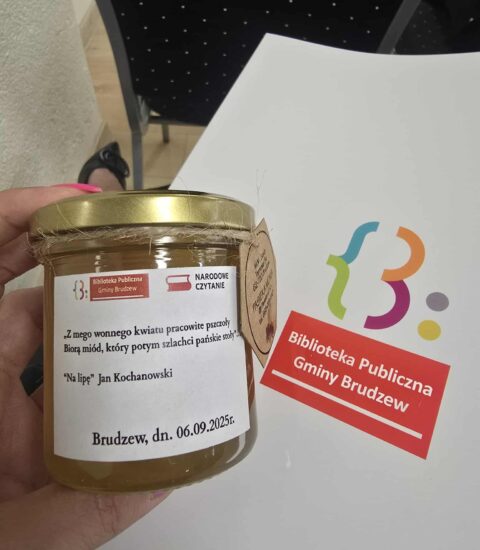 Biblioteka Publiczna
Gminy Brudzew
NARODOWE
CZYTANIE
„Z mego wonnego kwiatu pracowite pszczoły
Biorą miód, który potym szlachci pańskie stoły"
"Na lipę" Jan Kochanowski
Brudzew, dn. 06.09.2025r.
B:
Biblioteka Publiczna
Gminy Brudzew